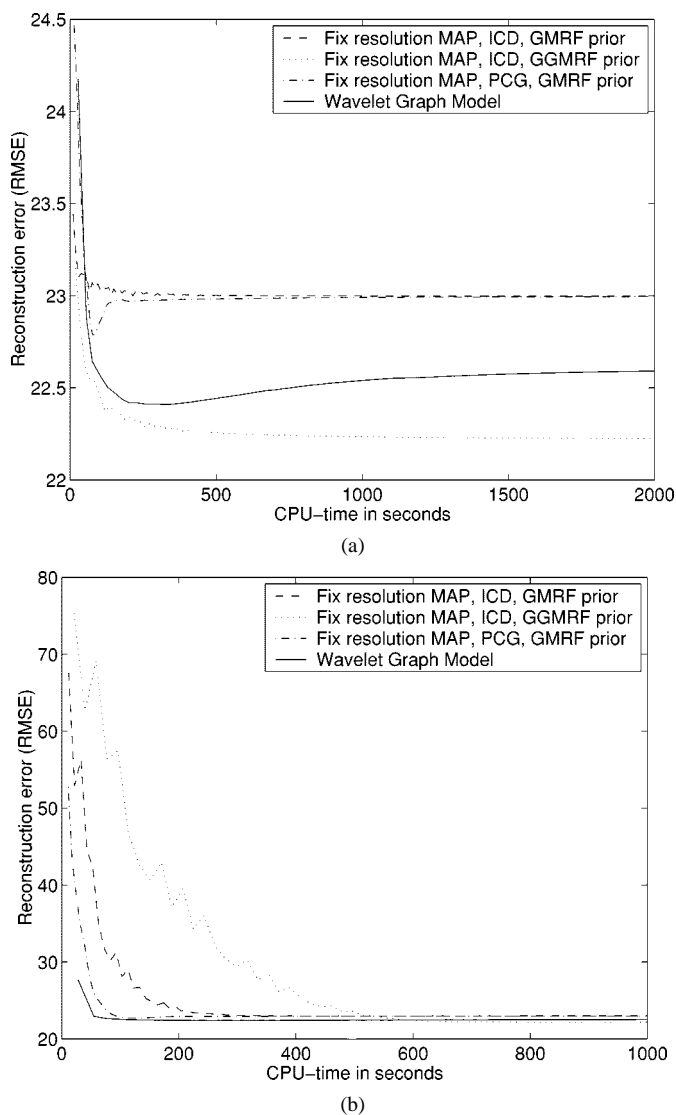 24.5
24
23.5
23
22.5
22
Reconstruction error (RMSE)
Fix resolution MAP, ICD, GMRF prior
Fix resolution MAP, ICD, GGMRF prior
Fix resolution MAP, PCG, GMRF prior
Wavelet Graph Model
0 500 1000 1500 2000
CPU-time in seconds
(a)
80
70
60
50
40
30
20
Reconstruction error (RMSE)
Fix resolution MAP, ICD, GMRF prior
Fix resolution MAP, ICD, GGMRF prior
Fix resolution MAP, PCG, GMRF prior
Wavelet Graph Model
0 200 400 600 800 1000
CPU-time in seconds
(b)